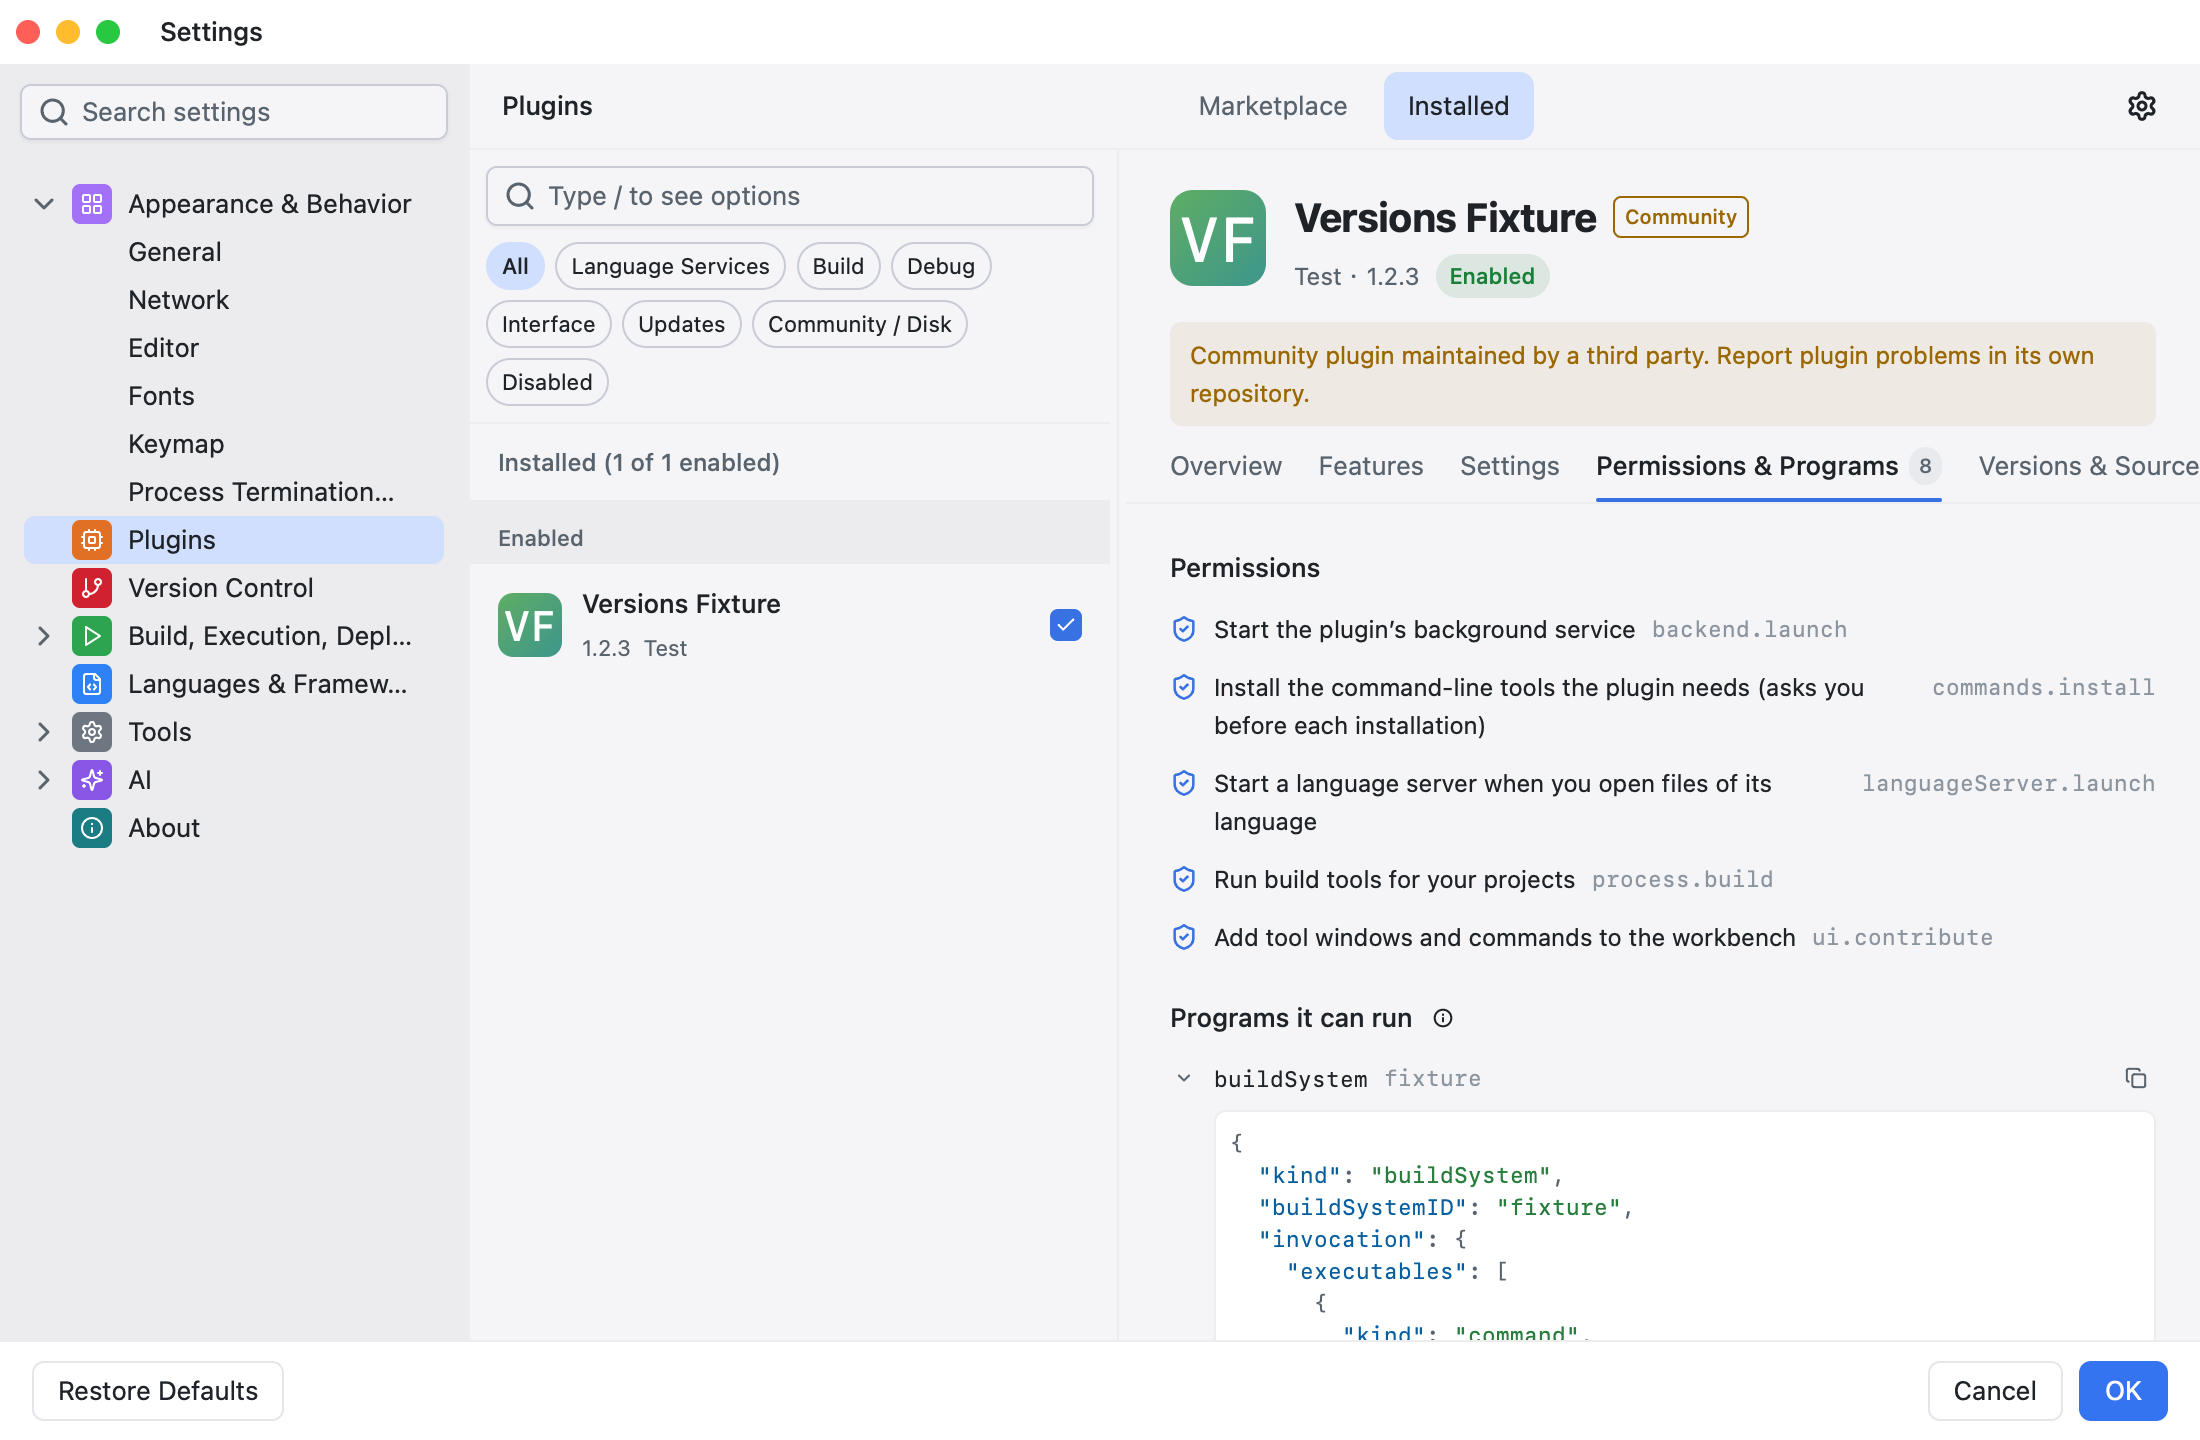 Settings
Search settings
Appearance & Behavior
General
Network
Editor
Fonts
Keymap
Process Termination...
Plugins
Version Control
Build, Execution, Depl...
Languages & Framew...
Tools
AI
About
Plugins
Marketplace
Installed
Type / to see options
All
Language Services
Build
Debug
Interface
Updates
Community / Disk
Disabled
Installed (1 of 1 enabled)
Enabled
VF
Versions Fixture
1.2.3 Test
VF
Versions Fixture
Community
Test · 1.2.3
Enabled
Community plugin maintained by a third party. Report plugin problems in its own
repository.
Overview
Features
Settings
Permissions & Programs 8
Versions & Source
Permissions
Start the plugin’s background service backend.launch
Install the command-line tools the plugin needs (asks you commands.install
before each installation)
Start a language server when you open files of its languageServer.launch
language
Run build tools for your projects process.build
Add tool windows and commands to the workbench ui.contribute
Programs it can run
buildSystem fixture
{
"kind": "buildSystem",
"buildSystemID": "fixture",
"invocation": {
"executables": [
{
"kind": "command",
Restore Defaults
Cancel
OK